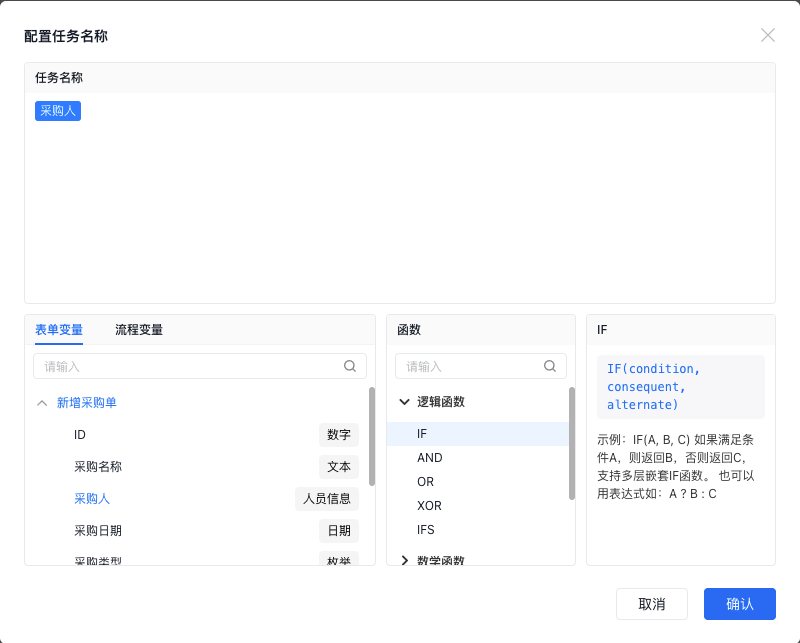 配置任务名称
任务名称
采购人
表单变量 流程变量
请输入
新增采购单
ID 数字
采购名称 文本
采购人 人员信息
采购日期 日期
采购类型 枚举
函数
请输入
逻辑函数
IF
AND
OR
XOR
IFS
数学函数
IF
IF(condition,
consequent,
alternate)
示例：IF(A, B, C) 如果满足条
件A，则返回B，否则返回C，
支持多层嵌套IF函数。 也可以
用表达式如：A ? B : C
取消 确认